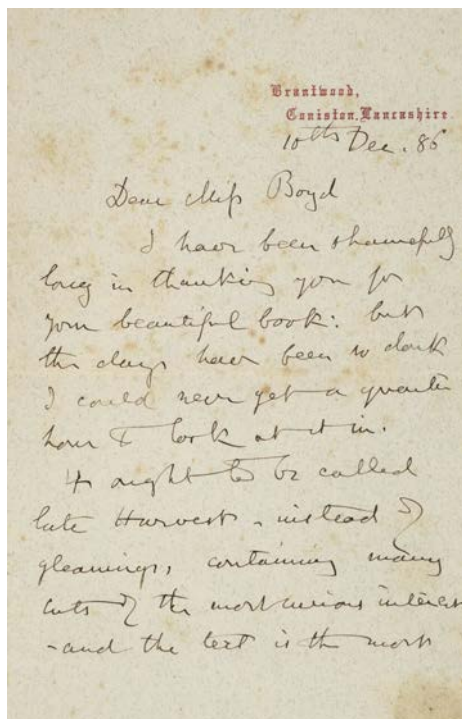 Brantwood,
Coniston, Lancashire.
10th Dec. 86
Dear Miss Boyd
I have been shamefully
long in thanking you for
your beautiful book: but
the days have been so dark
I could never get a quarter
hour to look at it in.
It ought to be called
late Harvest - instead of
gleanings, containing many
cuts of the most curious interest
- and the text is the most